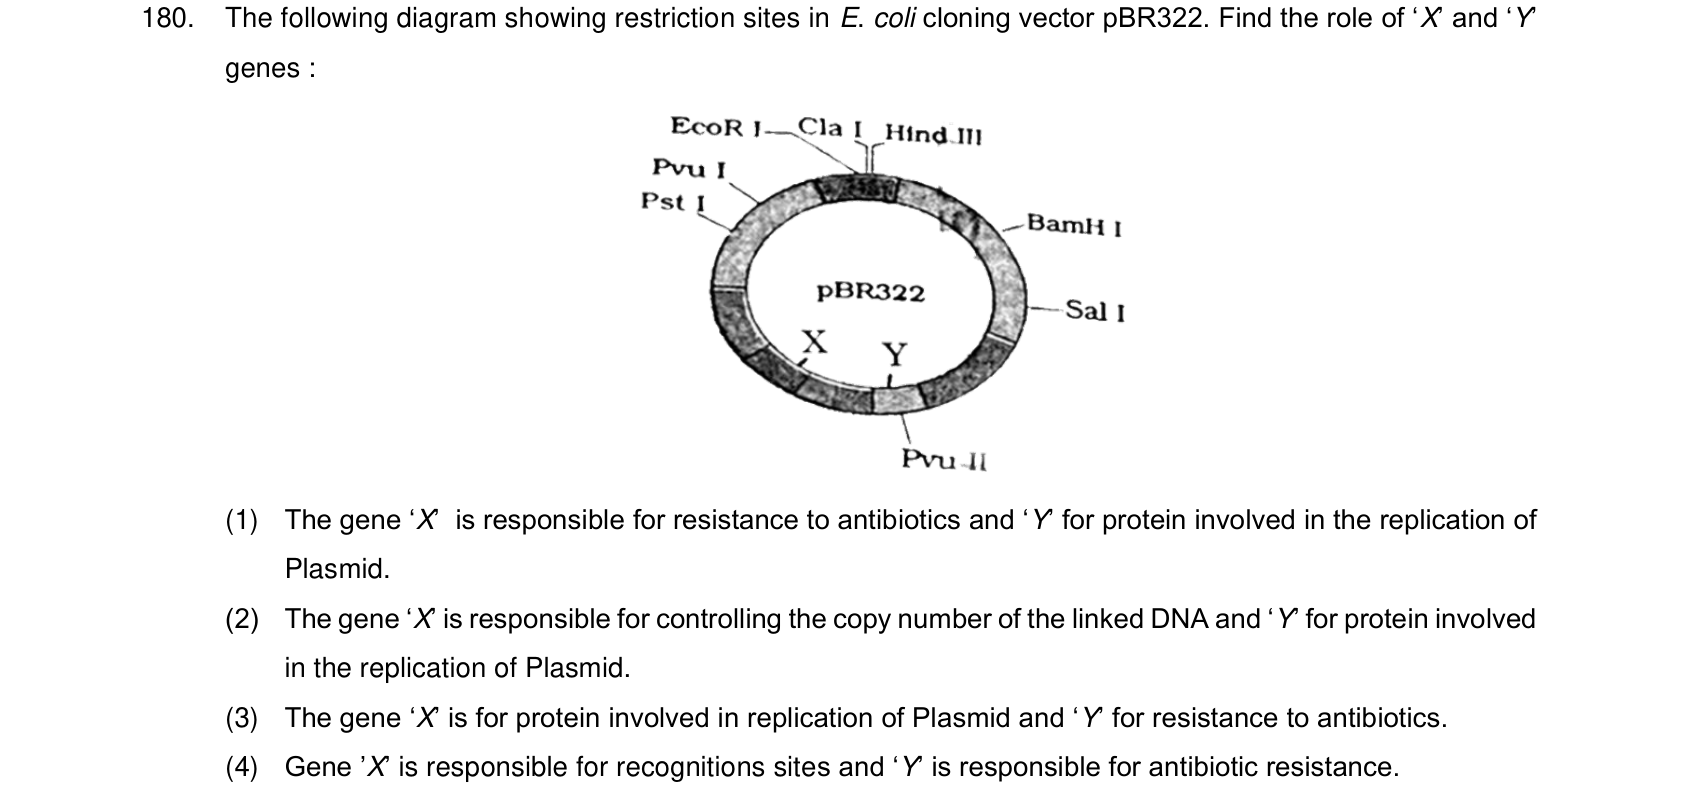 180. The following diagram showing restriction sites in E. coli cloning vector pBR322. Find the role of ‘X’ and ‘Y’
genes :
EcoR I Cla I Hind III
Pvu I
Pst I
BamH I
pBR322
Sal I
X Y
Pvu II
(1) The gene ‘X’ is responsible for resistance to antibiotics and ‘Y’ for protein involved in the replication of
Plasmid.
(2) The gene ‘X’ is responsible for controlling the copy number of the linked DNA and ‘Y’ for protein involved
in the replication of Plasmid.
(3) The gene ‘X’ is for protein involved in replication of Plasmid and ‘Y’ for resistance to antibiotics.
(4) Gene ’X’ is responsible for recognitions sites and ‘Y’ is responsible for antibiotic resistance.